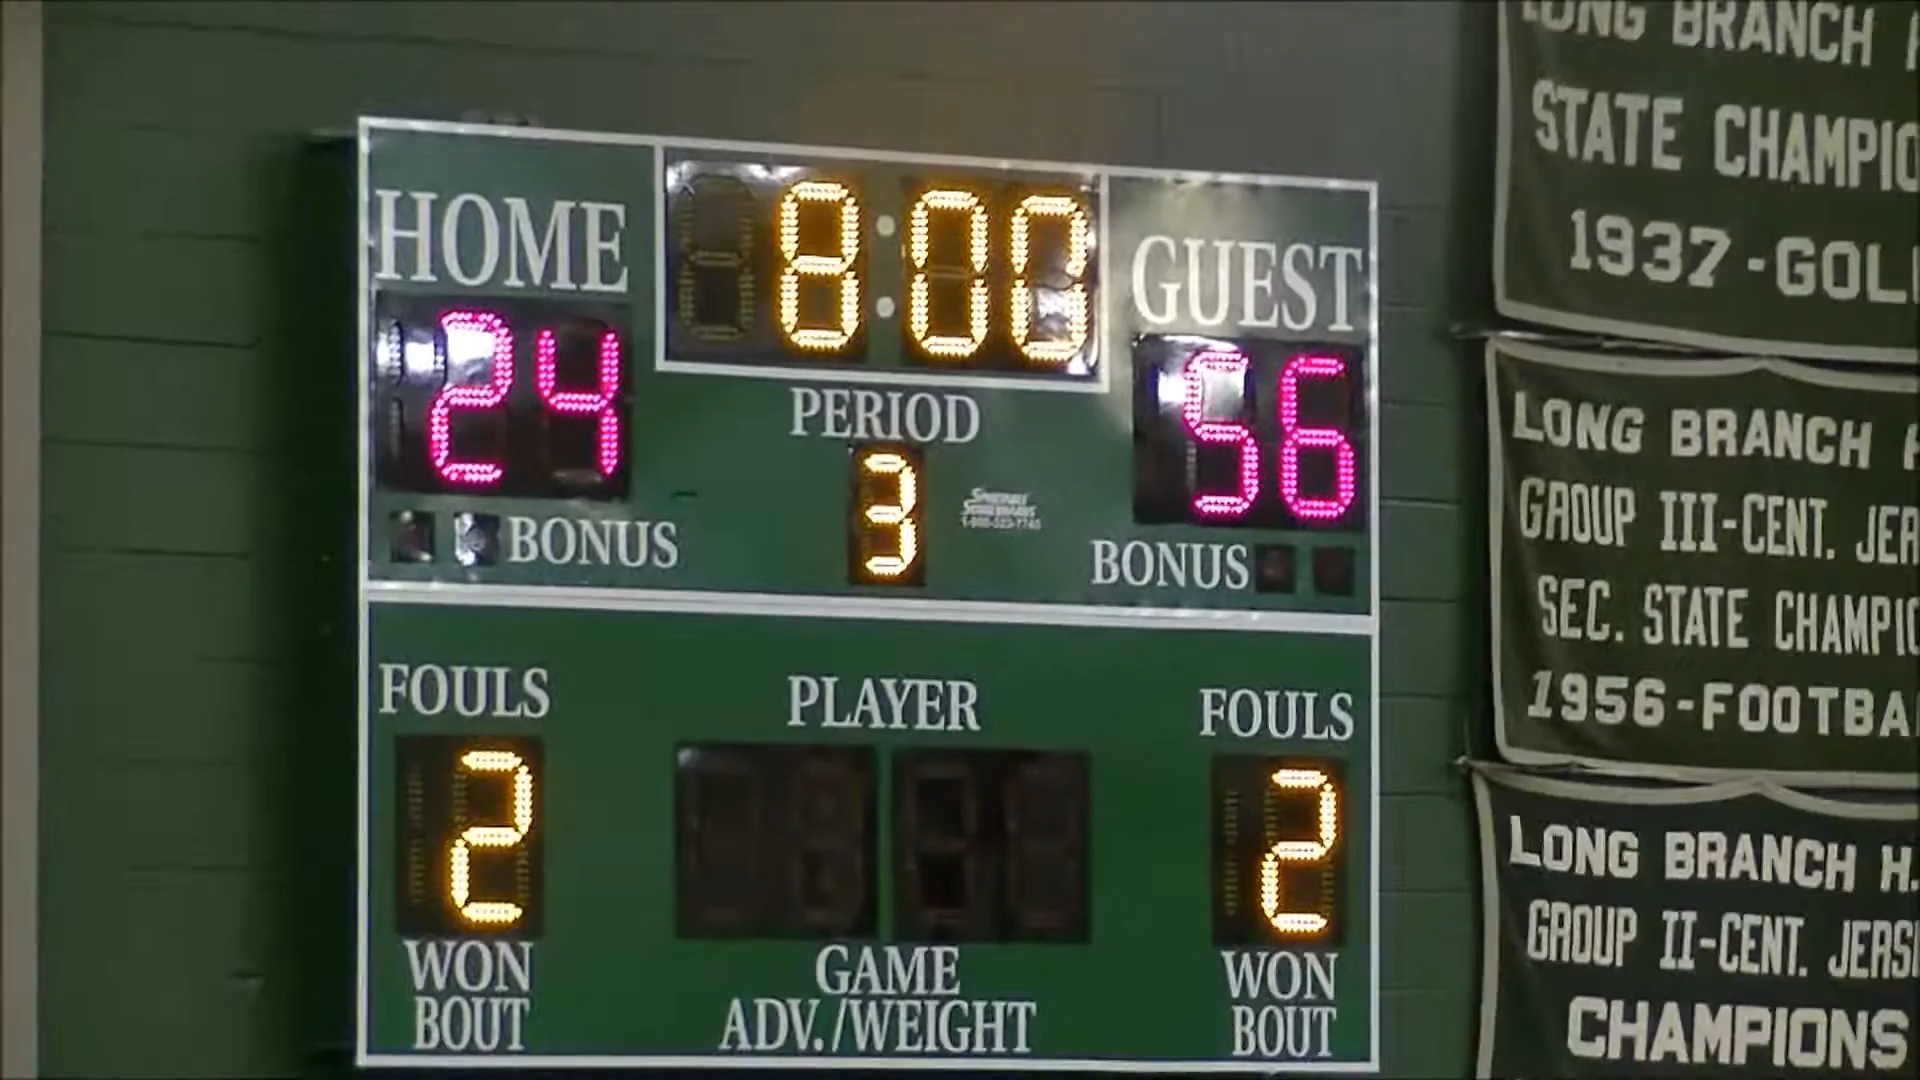 HOME
8:00
GUEST
24
56
PERIOD
3
BONUS
BONUS
FOULS
PLAYER
FOULS
2
2
WON
BOUT
GAME
ADV./WEIGHT
WON
BOUT
LONG BRANCH
STATE CHAMPIO
1937-GOL
LONG BRANCH H
GROUP III-CENT. JER
SEC. STATE CHAMPIO
1956-FOOTBA
LONG BRANCH H.
GROUP II-CENT. JERS
CHAMPIONS